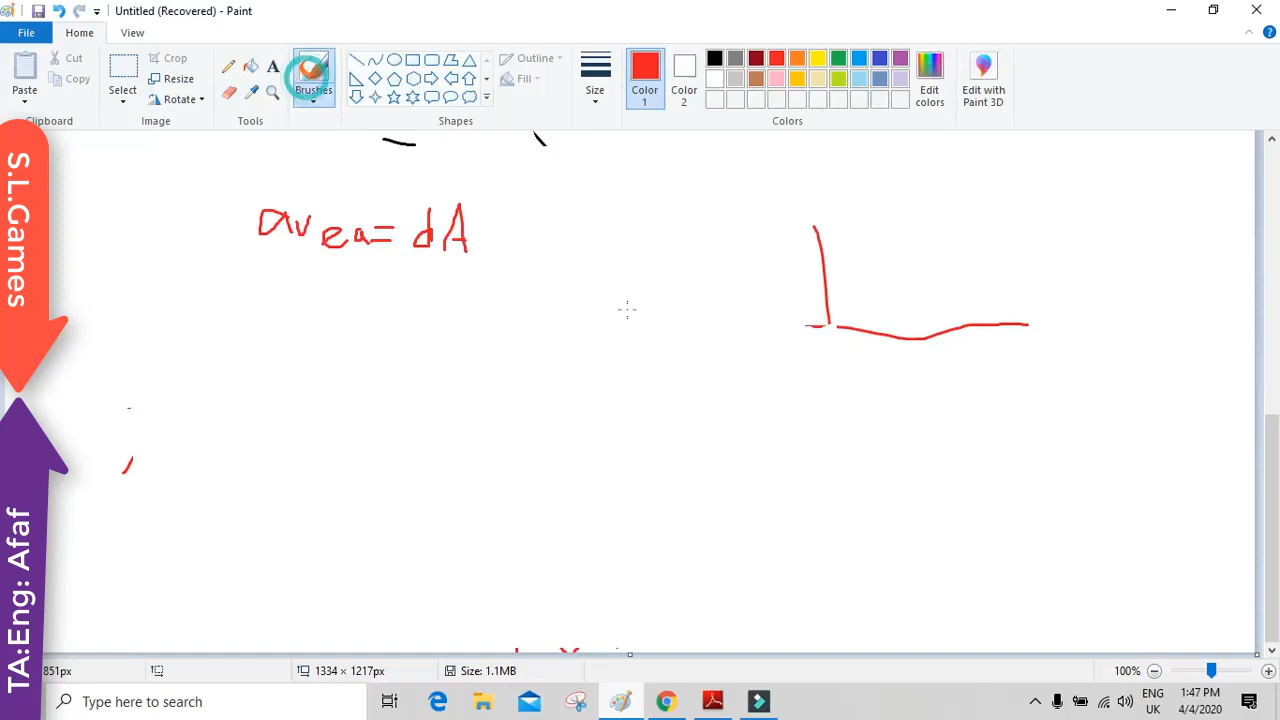 Untitled (Recovered) - Paint
File
Home
View
Paste
Cut
Copy
Clipboard
Select
Crop
Resize
Rotate
Image
A
Tools
Brushes
Outline
Fill
Shapes
Size
Color 1
Color 2
Edit colors
Edit with Paint 3D
Colors
area= dA
S.L.Games
TA:Eng: Afaf
851px
1334 × 1217px
Size: 1.1MB
100%
Type here to search
ENG
UK
1:47 PM
4/4/2020